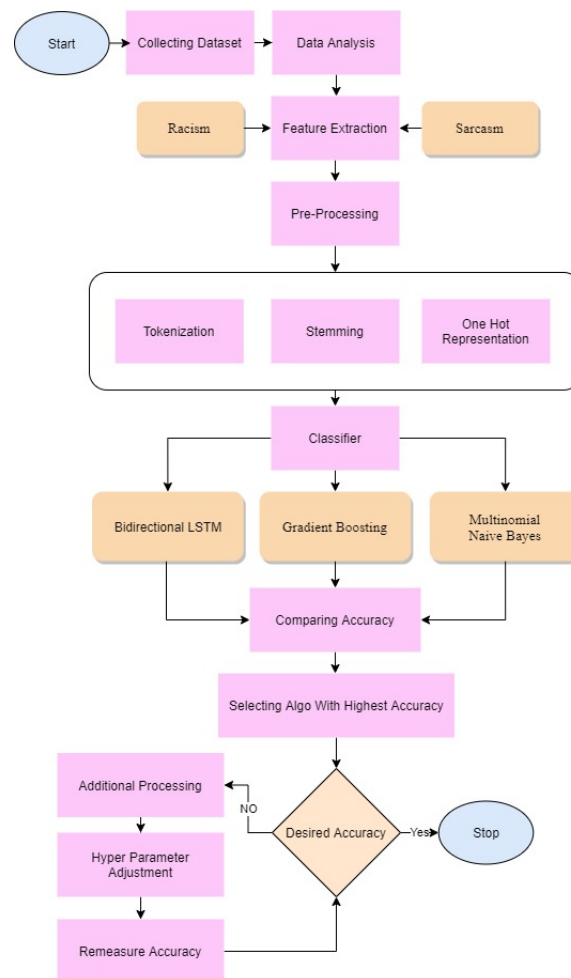 Start
Collecting Dataset
Data Analysis
Racism
Feature Extraction
Sarcasm
Pre-Processing
Tokenization
Stemming
One Hot
Representation
Classifier
Bidirectional LSTM
Gradient Boosting
Multinomial
Naive Bayes
Comparing Accuracy
Selecting Algo With Highest Accuracy
Additional Processing
NO
Desired Accuracy
Yes
Stop
Hyper Parameter
Adjustment
Remeasure Accuracy